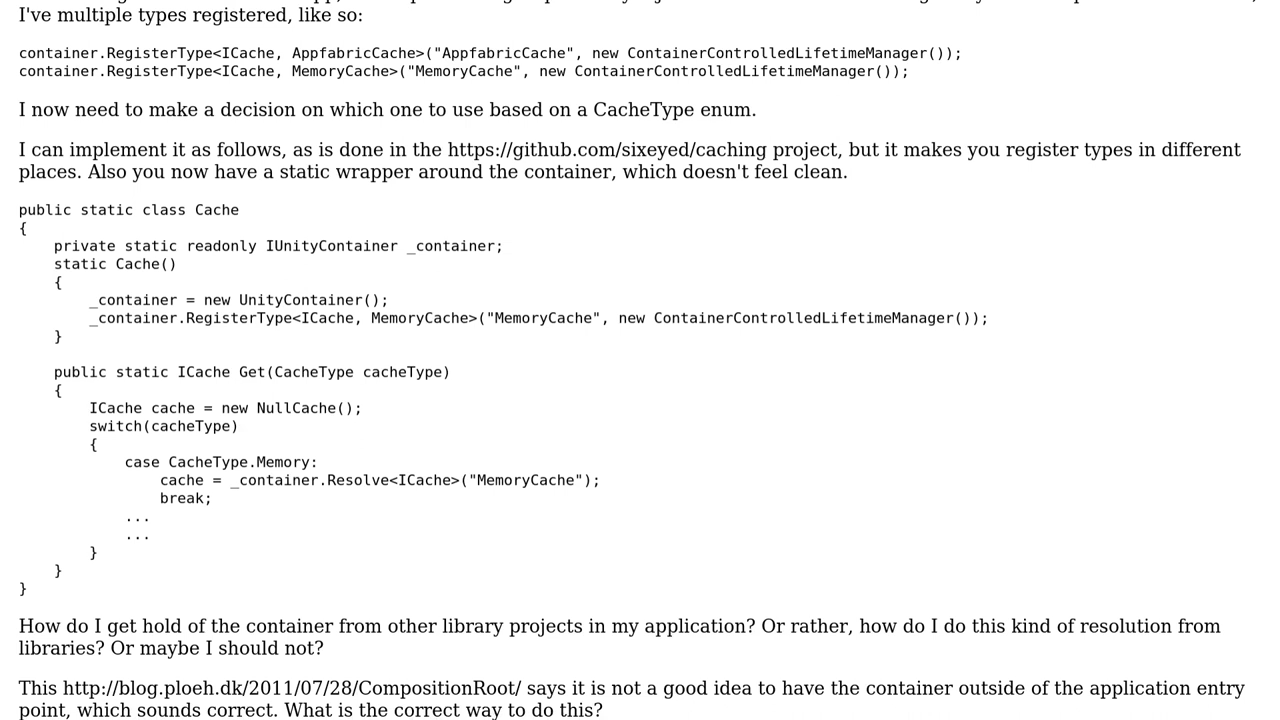 I've multiple types registered, like so:
container.RegisterType<ICache, AppfabricCache>("AppfabricCache", new ContainerControlledLifetimeManager());
container.RegisterType<ICache, MemoryCache>("MemoryCache", new ContainerControlledLifetimeManager());
I now need to make a decision on which one to use based on a CacheType enum.
I can implement it as follows, as is done in the https://github.com/sixeyed/caching project, but it makes you register types in different
places. Also you now have a static wrapper around the container, which doesn't feel clean.
public static class Cache
{
    private static readonly IUnityContainer _container;
    static Cache()
    {
        _container = new UnityContainer();
        _container.RegisterType<ICache, MemoryCache>("MemoryCache", new ContainerControlledLifetimeManager());
    }
    public static ICache Get(CacheType cacheType)
    {
        ICache cache = new NullCache();
        switch(cacheType)
        {
            case CacheType.Memory:
                cache = _container.Resolve<ICache>("MemoryCache");
                break;
            ...
            ...
        }
    }
}
How do I get hold of the container from other library projects in my application? Or rather, how do I do this kind of resolution from
libraries? Or maybe I should not?
This http://blog.ploeh.dk/2011/07/28/CompositionRoot/ says it is not a good idea to have the container outside of the application entry
point, which sounds correct. What is the correct way to do this?